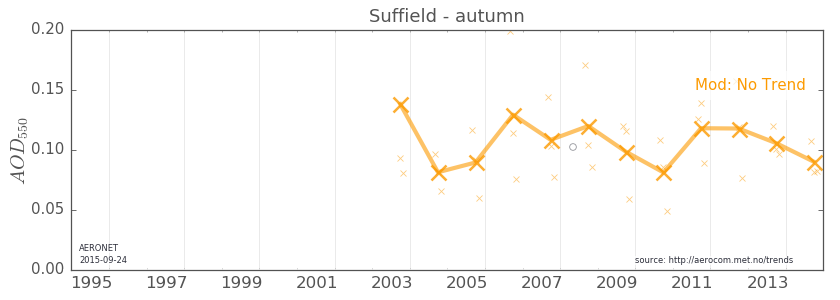 Suffield - autumn
0.20
0.15
0.10
0.05
0.00
AOD550
Mod: No Trend
AERONET
2015-09-24
source: http://aerocom.met.no/trends
1995 1997 1999 2001 2003 2005 2007 2009 2011 2013